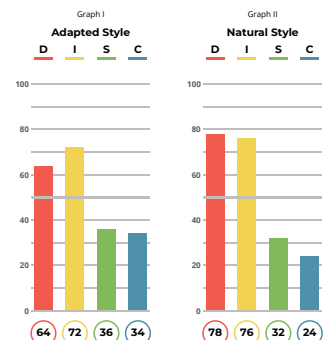 Graph I
Adapted Style
D I S C
100
80
60
40
20
0
64 72 36 34
Graph II
Natural Style
D I S C
100
80
60
40
20
0
78 76 32 24